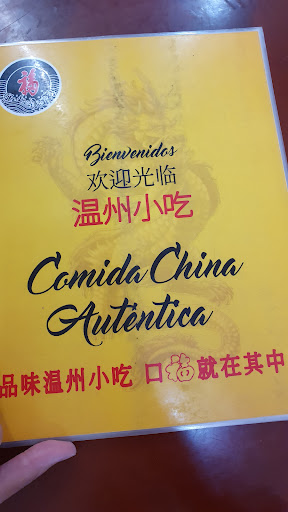 福
Bienvenidos
欢迎光临
温州小吃
Comida China
Auténtica
品味温州小吃 口福就在其中